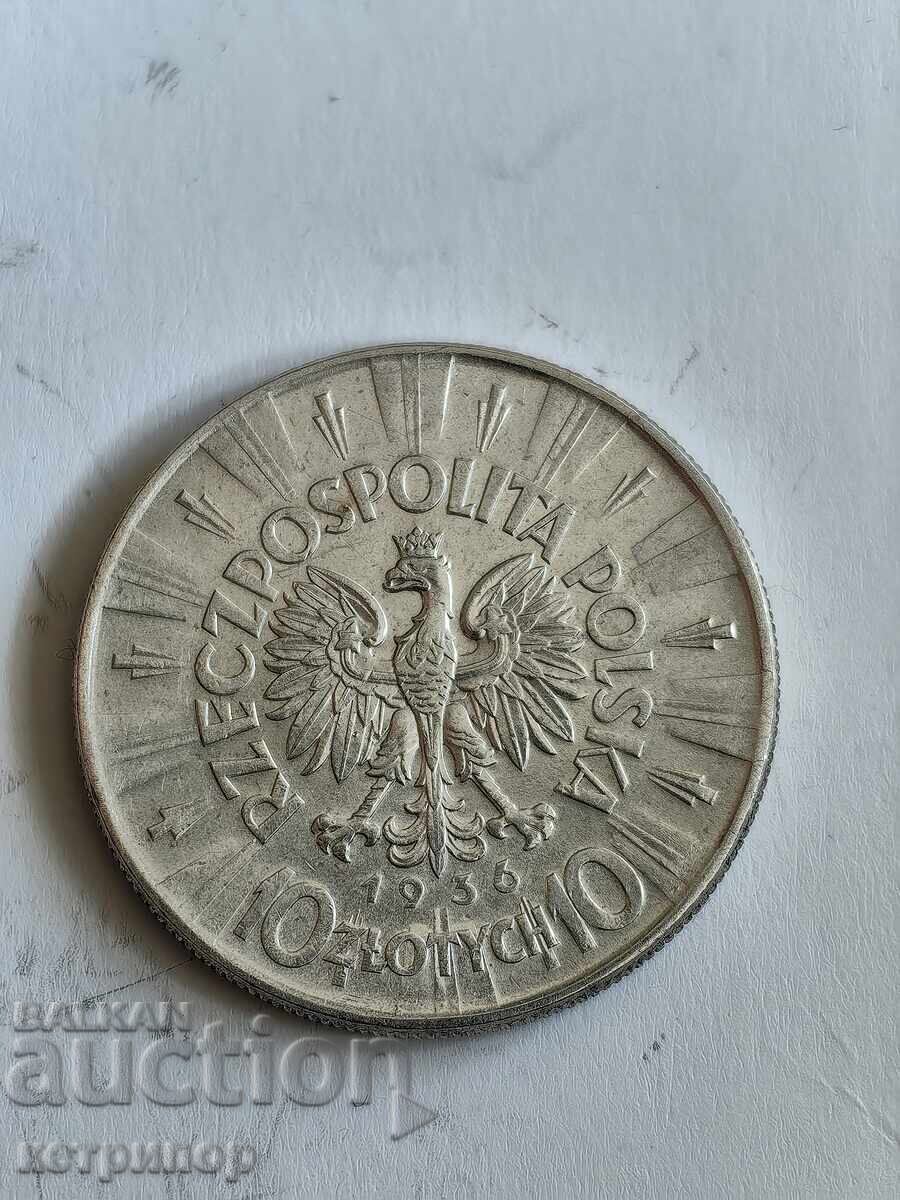 RZECZPOSPOLITA POLSKA
1936
10 ZŁOTYCH 10
BALKAN
auction
кетрипор